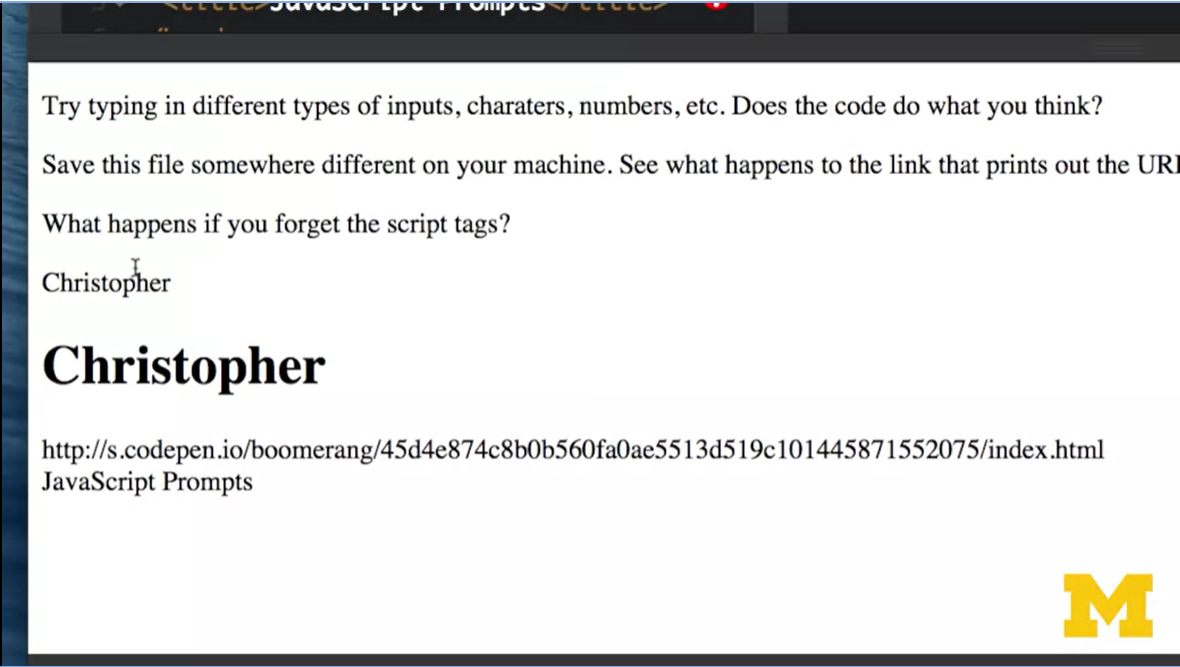 <title>JavaScript Prompts</title>
Try typing in different types of inputs, charaters, numbers, etc. Does the code do what you think?
Save this file somewhere different on your machine. See what happens to the link that prints out the
What happens if you forget the script tags?
Christopher
Christopher
http://s.codepen.io/boomerang/45d4e874c8b0b560fa0ae5513d519c101445871552075/index.html
JavaScript Prompts
M